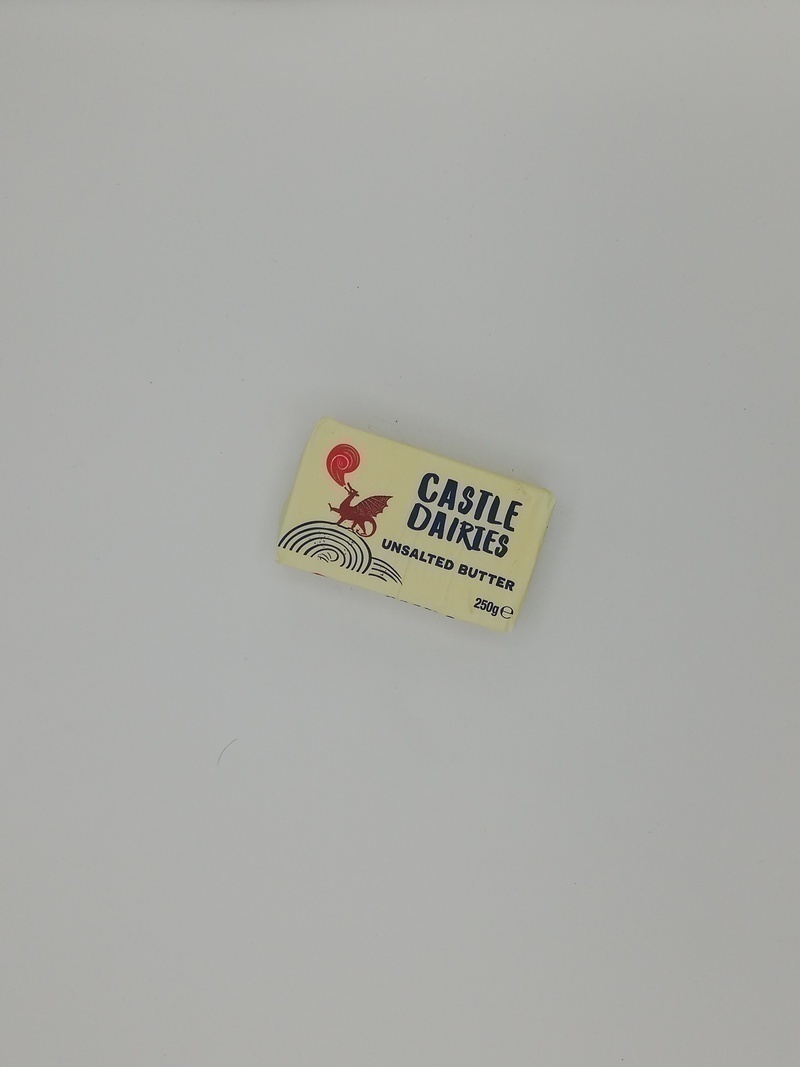 CASTLE
DAIRIES
UNSALTED BUTTER
250g ℮